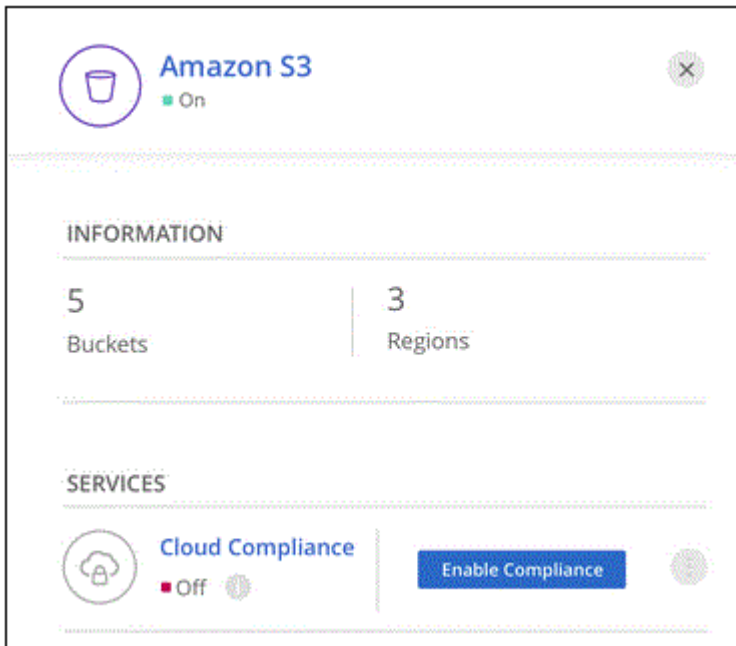 Amazon S3
On
INFORMATION
5
3
Buckets
Regions
SERVICES
Cloud Compliance
Off
Enable Compliance